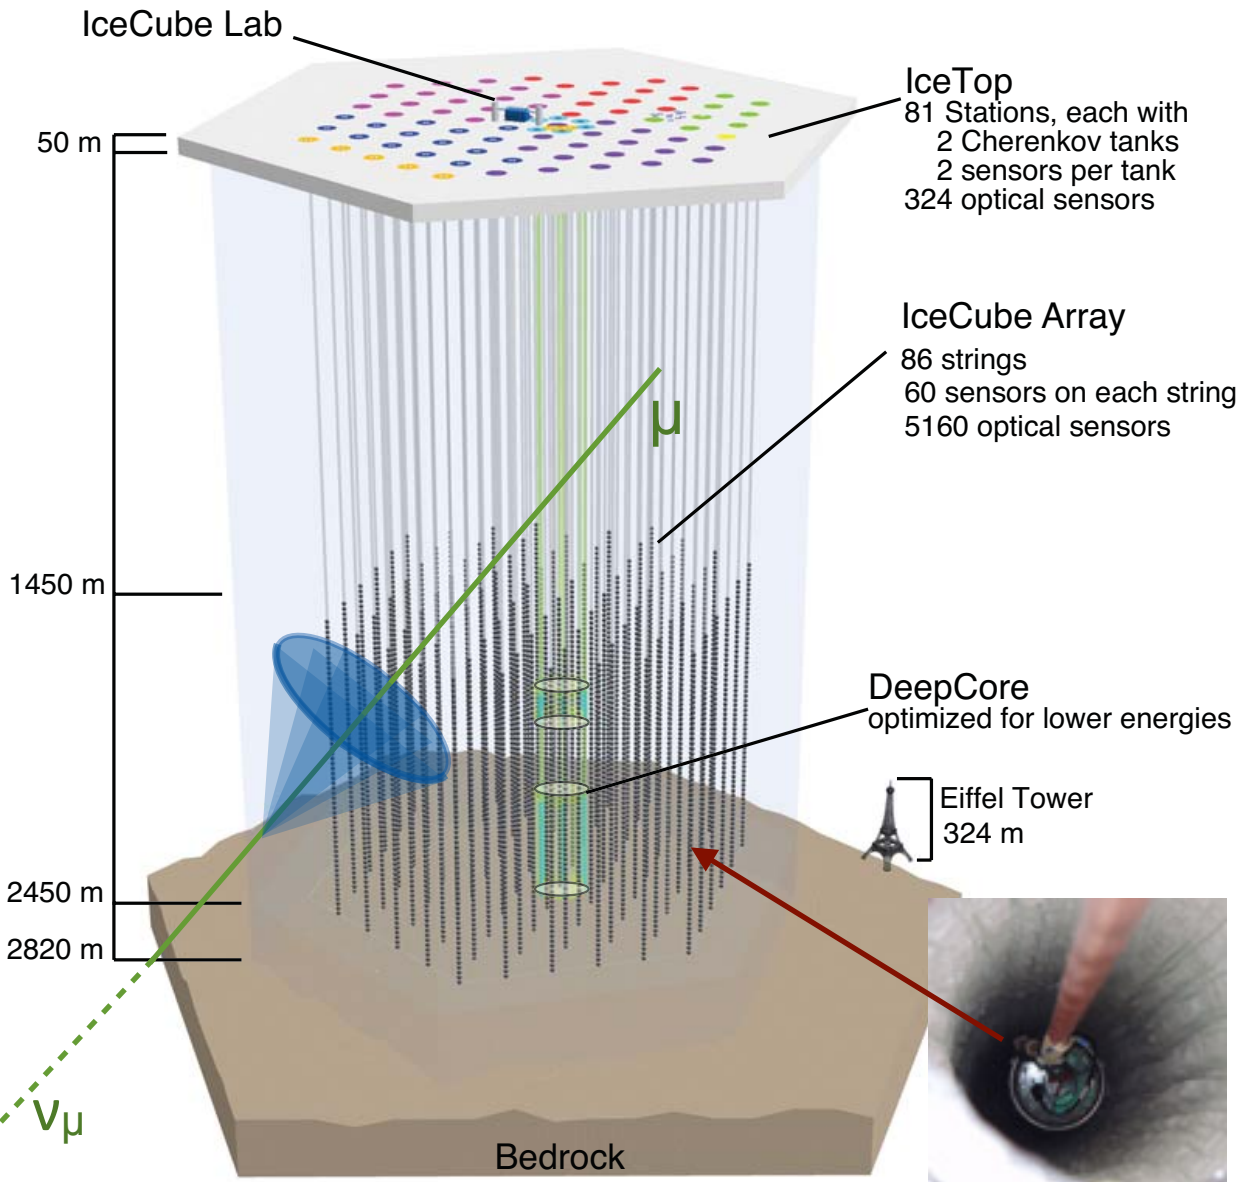 IceCube Lab
IceTop
81 Stations, each with
2 Cherenkov tanks
2 sensors per tank
324 optical sensors
50 m
IceCube Array
86 strings
60 sensors on each string
5160 optical sensors
μ
1450 m
DeepCore
optimized for lower energies
Eiffel Tower
324 m
2450 m
2820 m
νμ
Bedrock